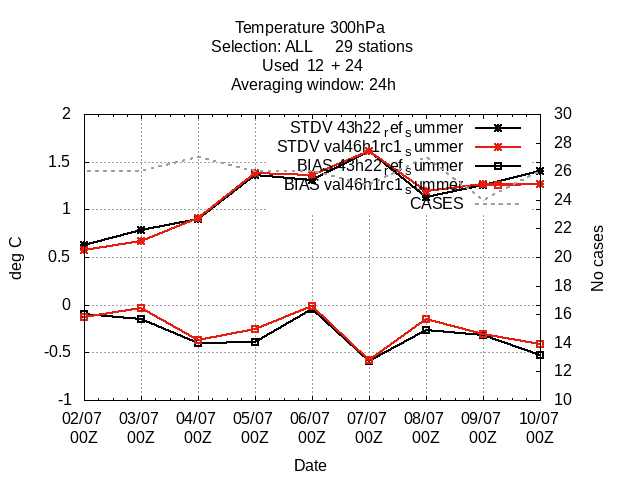 Temperature 300hPa
Selection: ALL 29 stations
Used 12 + 24
Averaging window: 24h
STDV 43h22_ref_summer
STDV val46h1rc1_summer
BIAS 43h22_ref_summer
BIAS val46h1rc1_summer
CASES
2
1.5
1
0.5
0
-0.5
-1
deg C
30
28
26
24
22
20
18
16
14
12
10
No cases
02/07 03/07 04/07 05/07 06/07 07/07 08/07 09/07 10/07
00Z 00Z 00Z 00Z 00Z 00Z 00Z 00Z 00Z
Date